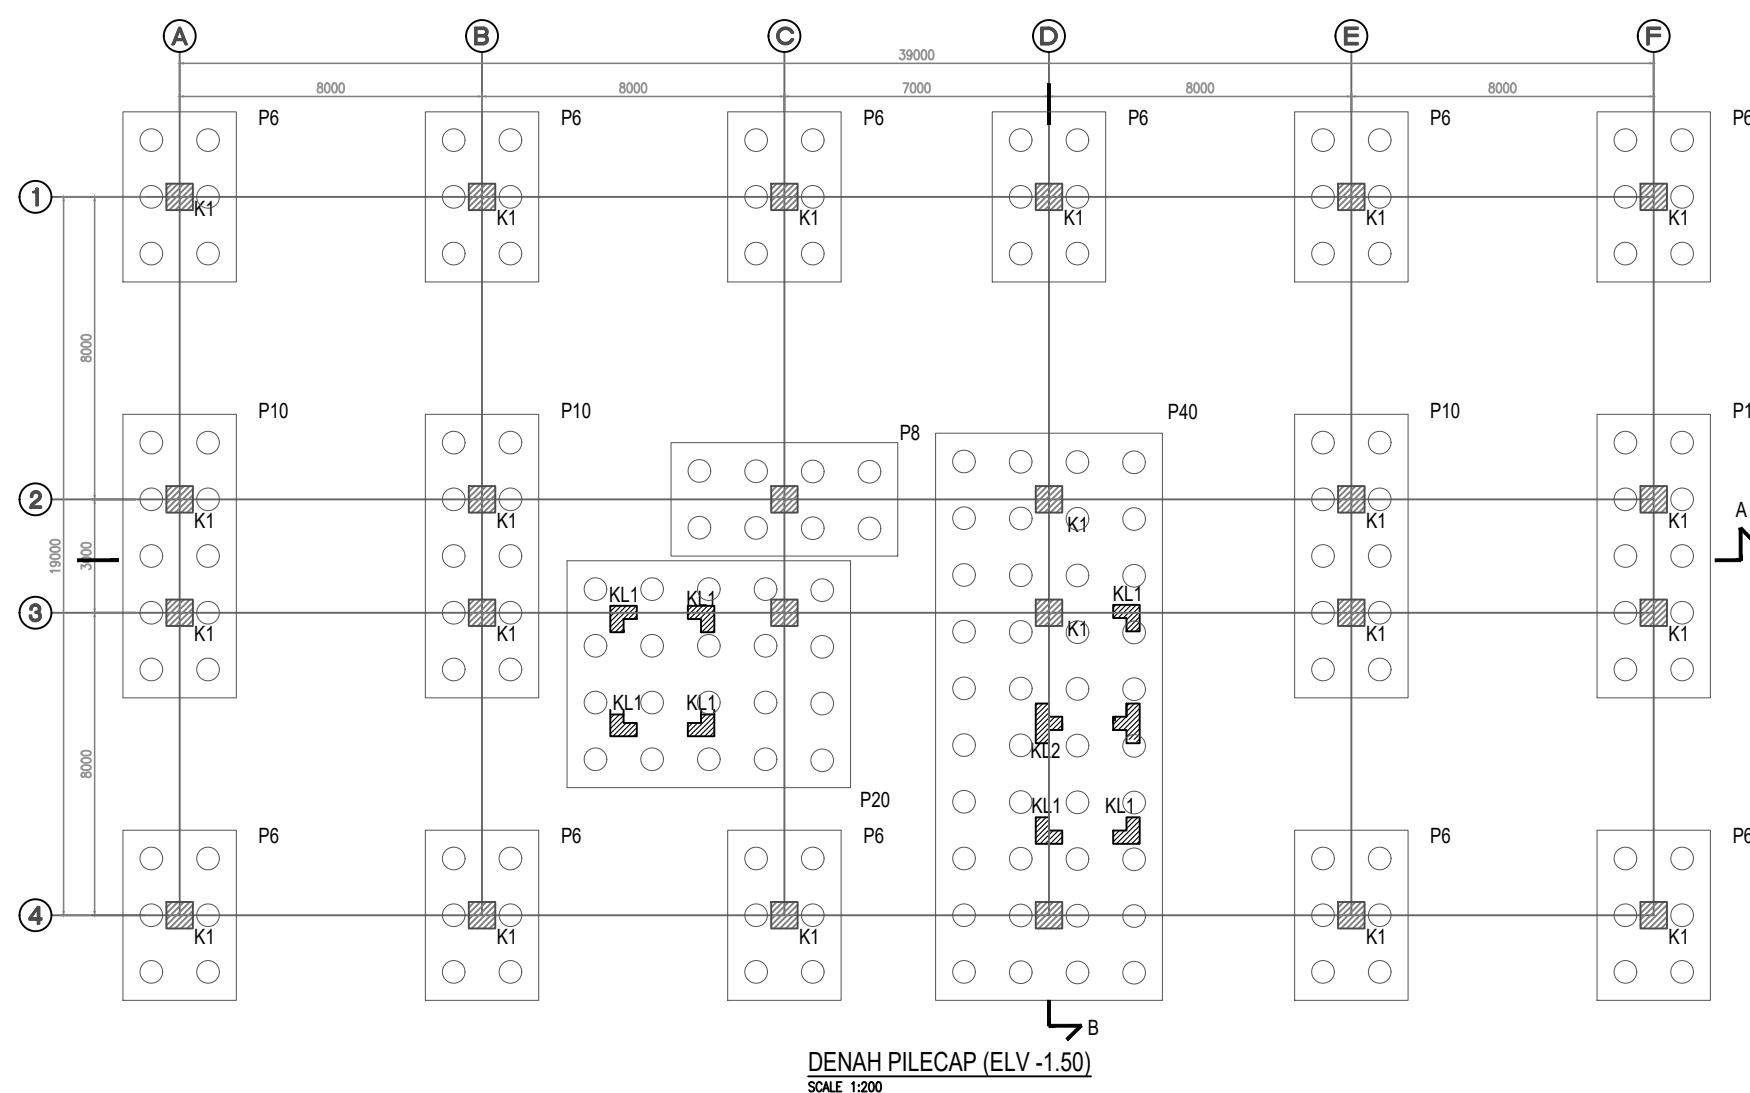 A B C D E F
39000
8000 8000 7000 8000 8000
P6 P6 P6 P6 P6 P6
1
K1 K1 K1 K1 K1 K1
8000
P10 P10 P8 P40 P10 P1
2
K1 K1 K1 K1 K1
A
19000
3000
KL1 KL1 KL1
3
K1 K1 K1 K1 K1
KL1 KL1
KL2
8000
P20
KL1 KL1
P6 P6 P6 P6 P6
4
K1 K1 K1 K1 K1
B
DENAH PILECAP (ELV -1.50)
SCALE 1:200